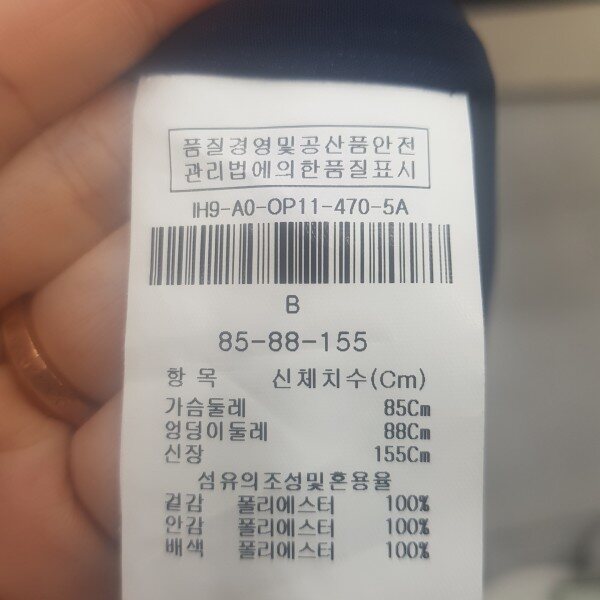 품질경영및공산품안전
관리법에의한품질표시
IH9-A0-OP11-470-5A
B
85-88-155
항 목 신체치수(Cm)
가슴둘레 85Cm
엉덩이둘레 88Cm
신장 155Cm
섬유의조성및혼용율
겉감 폴리에스터 100%
안감 폴리에스터 100%
배색 폴리에스터 100%